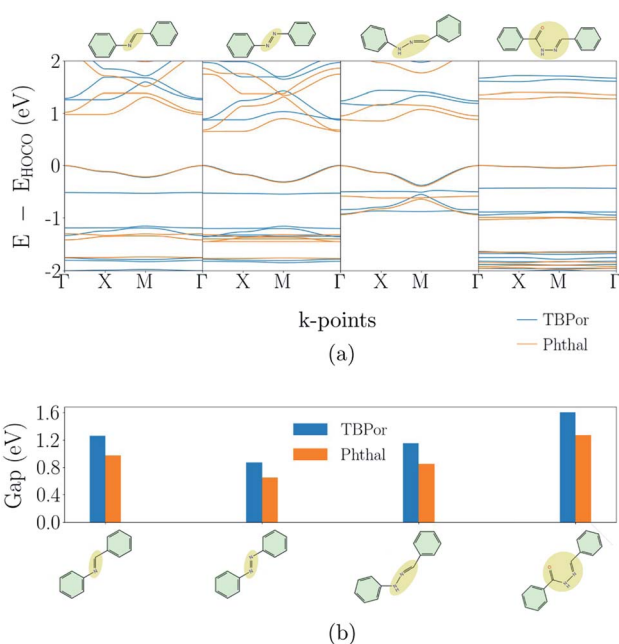 2
1
0
-1
-2
E − E_HOCO (eV)
Γ X M Γ X M Γ X M Γ X M Γ
k-points
TBPor
Phthal
(a)
1.6
1.2
0.8
0.4
0.0
Gap (eV)
TBPor
Phthal
(b)